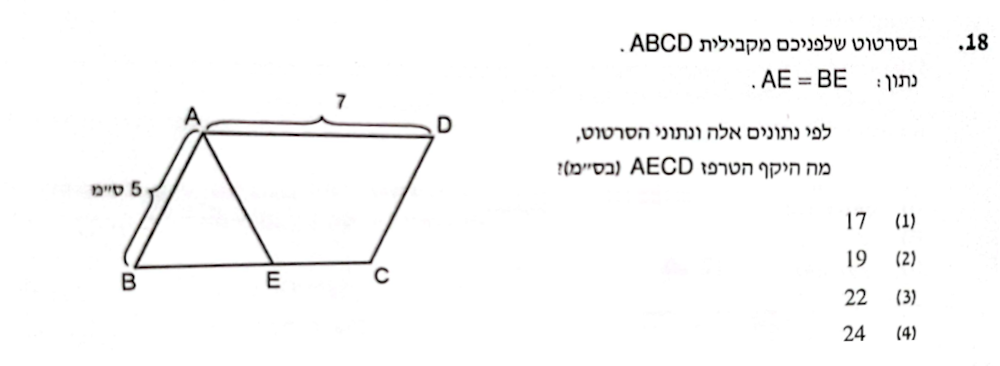 18. בסרטוט שלפניכם מקבילית ABCD .
נתון : AE = BE .
לפי נתונים אלה ונתוני הסרטוט,
מה היקף הטרפז AECD (בס״מ)?
(1) 17
(2) 19
(3) 22
(4) 24
7
A
D
5 ס״מ
B
E
C